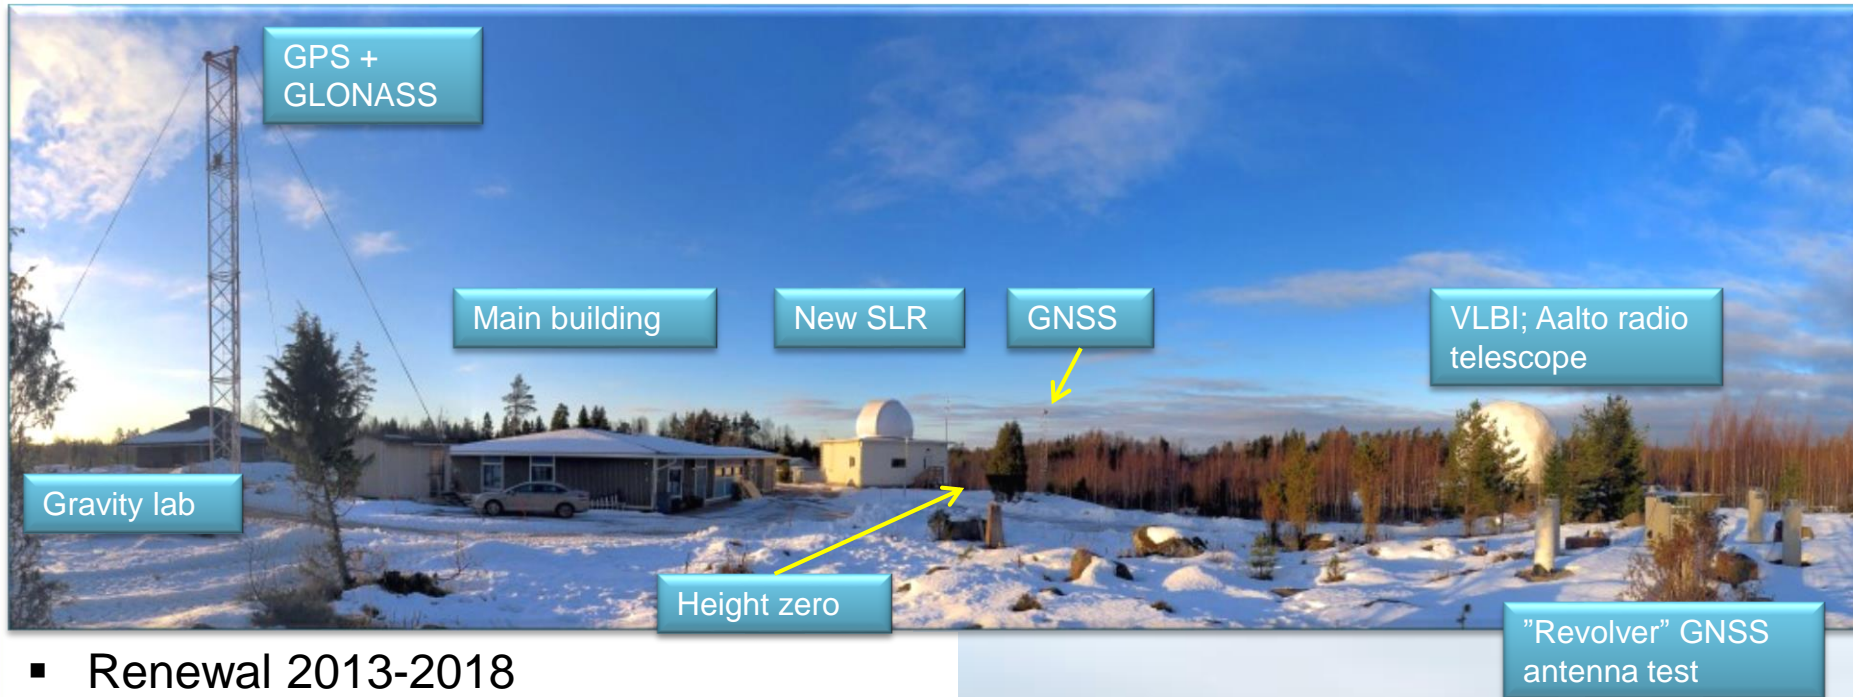 GPS +
GLONASS
Main building
New SLR
GNSS
VLBI; Aalto radio
telescope
Gravity lab
Height zero
”Revolver” GNSS
antenna test
▪ Renewal 2013-2018